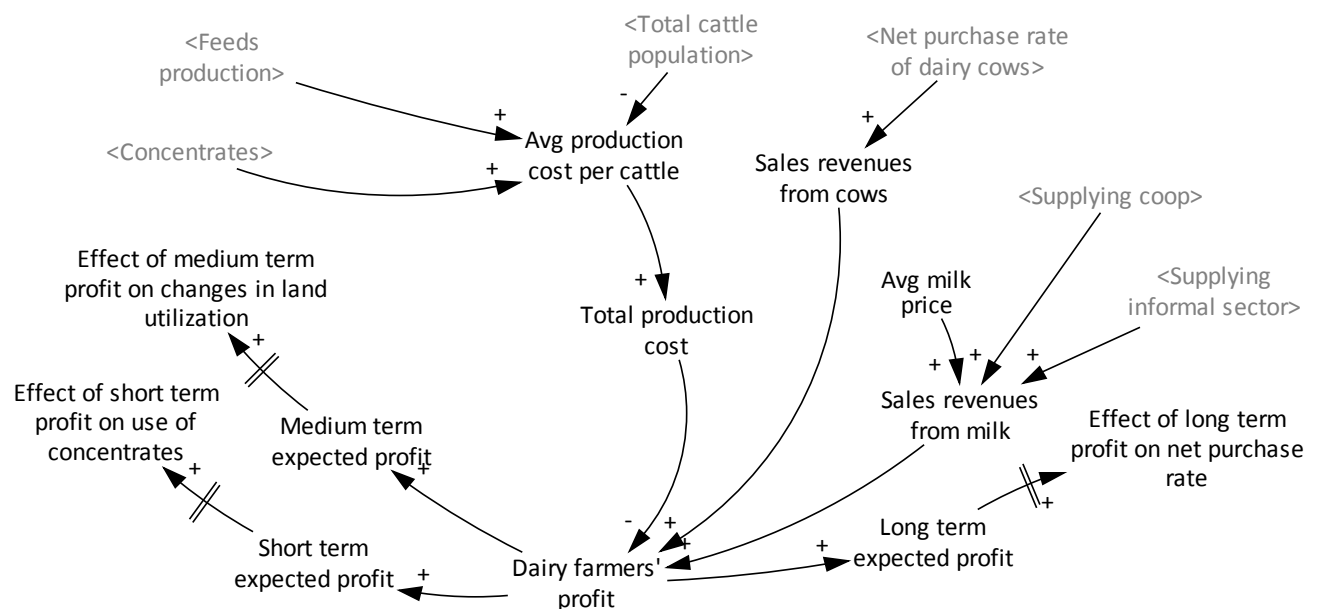 <Feeds
production>
<Total cattle
population>
<Net purchase rate
of dairy cows>
-
+
+
Avg production
cost per cattle
<Concentrates>
+
Sales revenues
from cows
<Supplying coop>
Effect of medium term
profit on changes in land
utilization
+
Avg milk
price
<Supplying
informal sector>
Total production
cost
+
+
+
+
Effect of short term
profit on use of
concentrates
Sales revenues
from milk
Effect of long term
profit on net purchase
rate
Medium term
expected profit
+
+
+
-
+
+
Long term
expected profit
+
Short term
expected profit
+
Dairy farmers'
profit